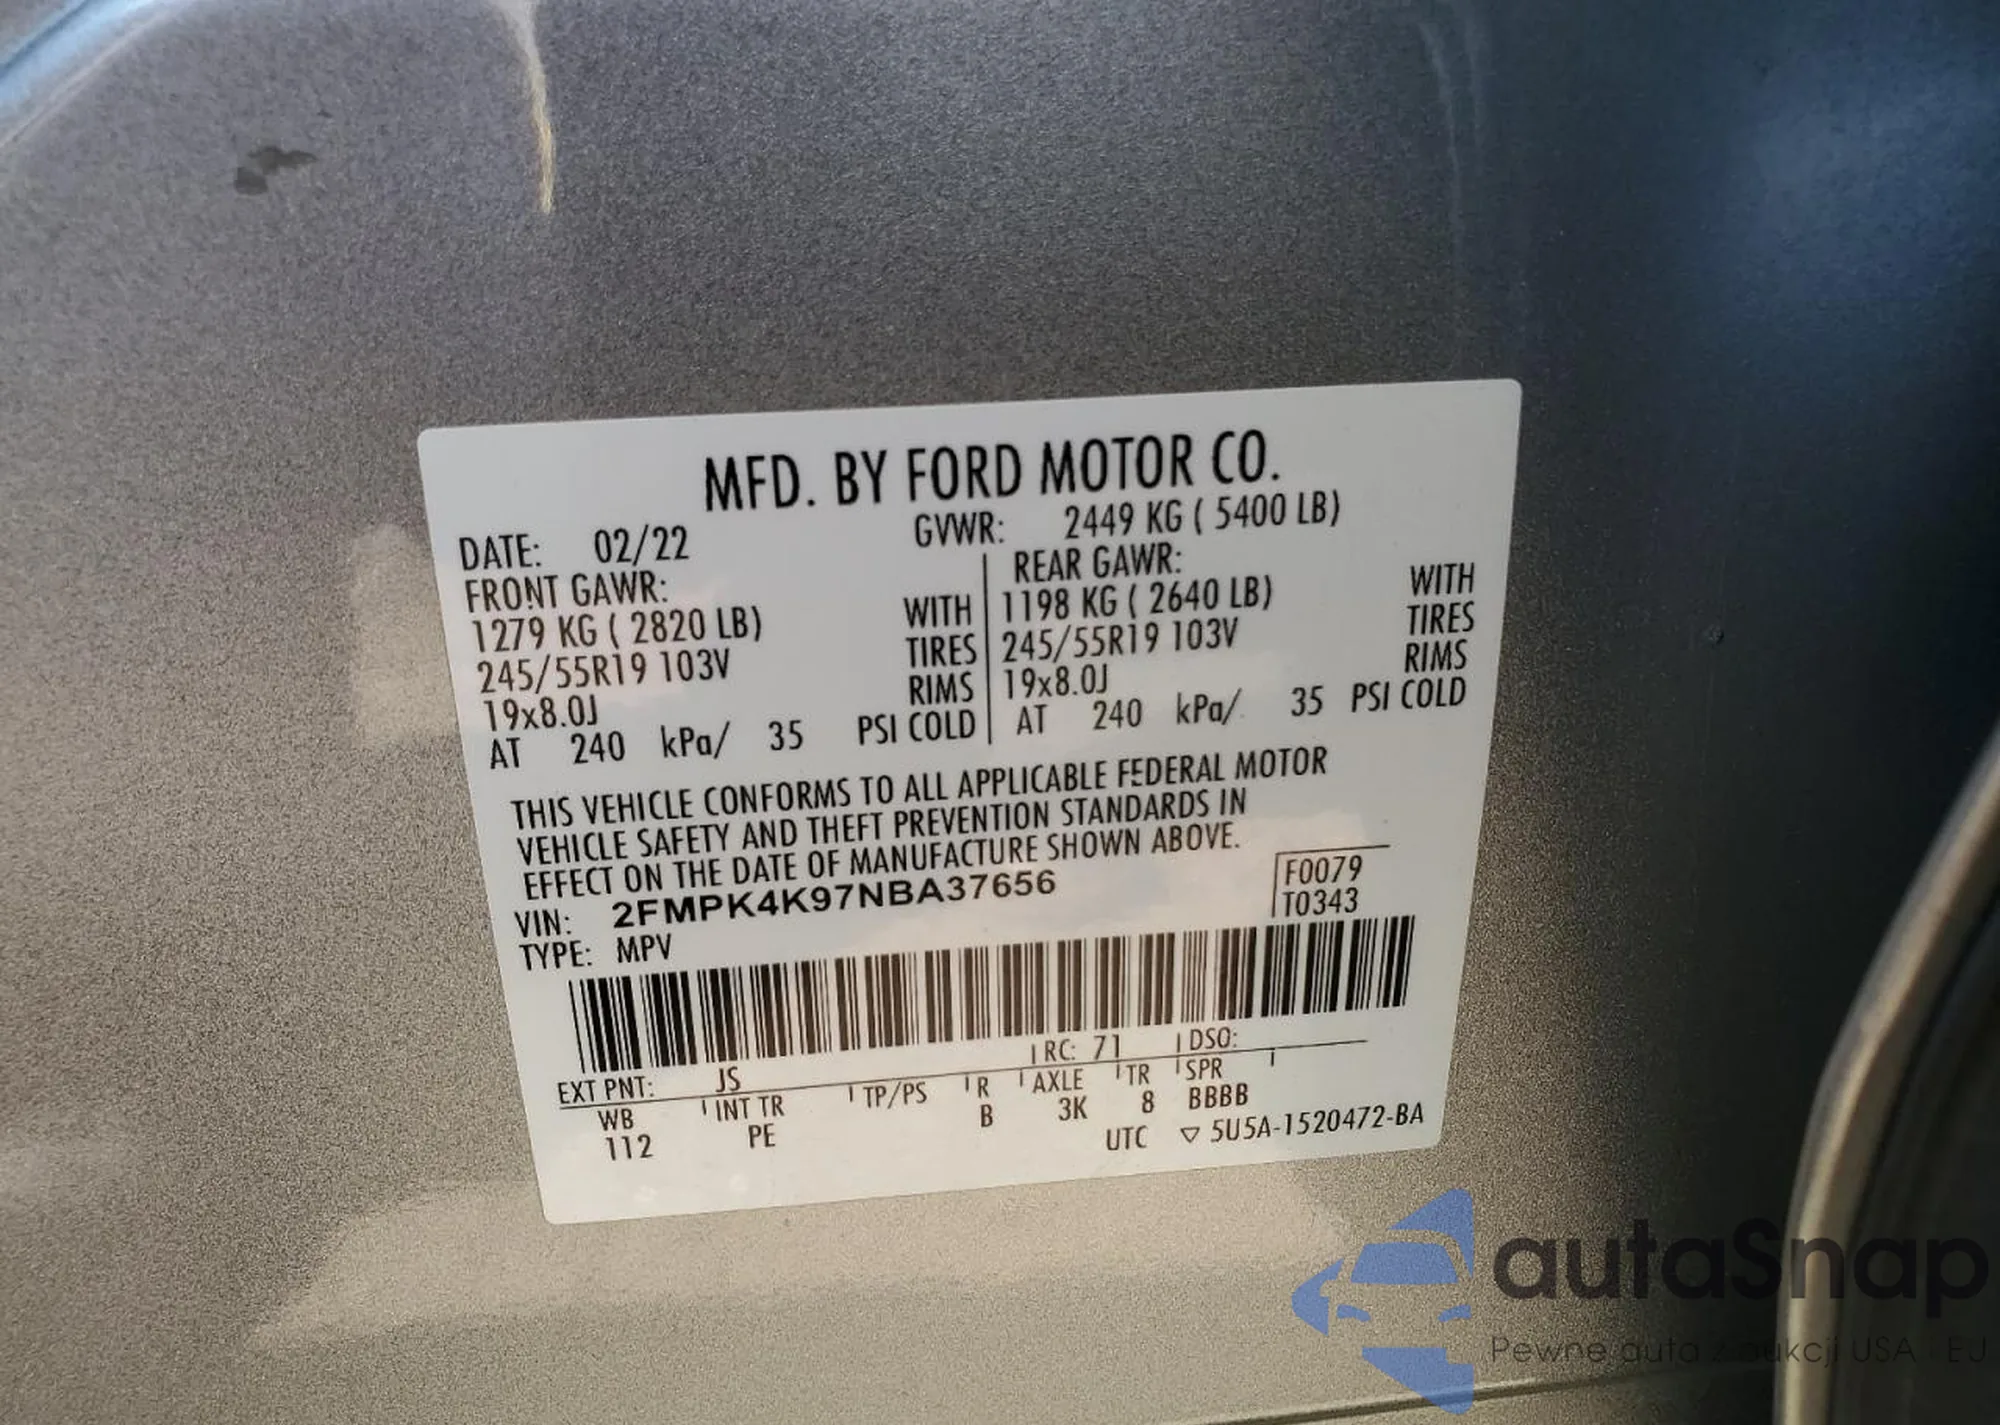 MFD. BY FORD MOTOR CO.
DATE: 02/22 GVWR: 2449 KG ( 5400 LB)
FRONT GAWR: REAR GAWR:
1279 KG ( 2820 LB) WITH 1198 KG ( 2640 LB) WITH
245/55R19 103V TIRES 245/55R19 103V TIRES
19x8.0J RIMS 19x8.0J RIMS
AT 240 kPa/ 35 PSI COLD AT 240 kPa/ 35 PSI COLD
THIS VEHICLE CONFORMS TO ALL APPLICABLE FEDERAL MOTOR
VEHICLE SAFETY AND THEFT PREVENTION STANDARDS IN
EFFECT ON THE DATE OF MANUFACTURE SHOWN ABOVE.
VIN: 2FMPK4K97NBA37656 F0079
TYPE: MPV T0343
EXT PNT: JS RC: 71 DSO:
WB INT TR TP/PS R AXLE TR SPR
112 PE B 3K 8 BBBB
UTC ▽ 5U5A-1520472-BA
autaSnap
Pewne auta z aukcji USA i EU